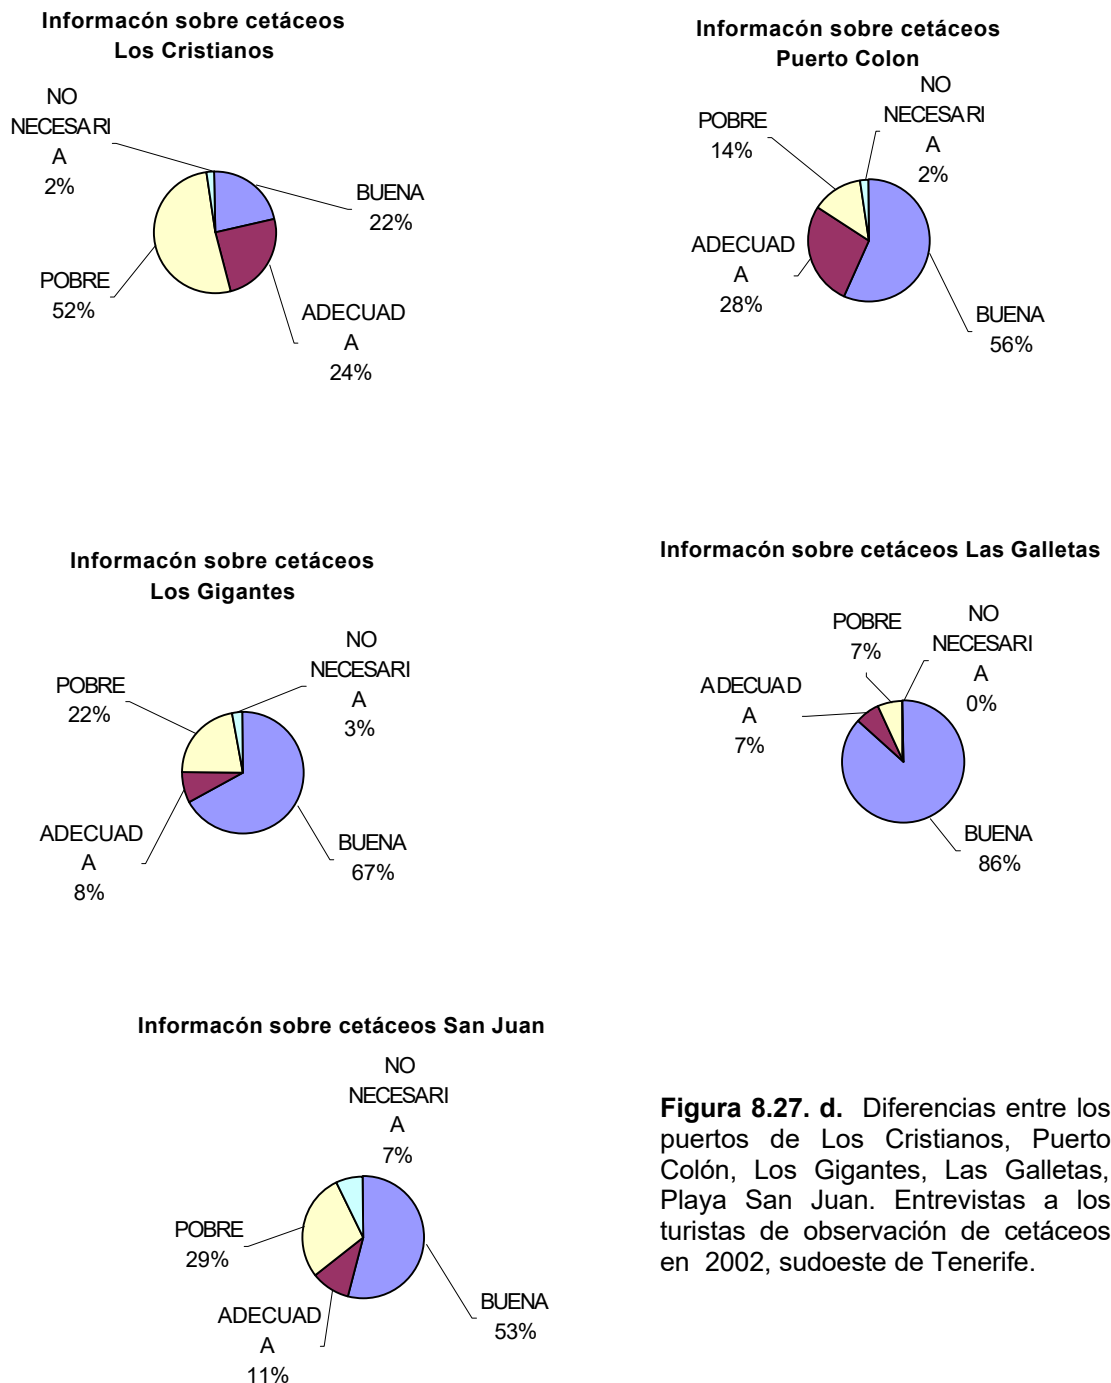 Informacón sobre cetáceos
Los Cristianos
NO
NECESARI
A
2%
BUENA
22%
POBRE
52%
ADECUAD
A
24%
Informacón sobre cetáceos
Puerto Colon
NO
NECESARI
A
2%
POBRE
14%
ADECUAD
A
28%
BUENA
56%
Informacón sobre cetáceos
Los Gigantes
NO
NECESARI
A
3%
POBRE
22%
ADECUAD
A
8%
BUENA
67%
Informacón sobre cetáceos Las Galletas
POBRE
7%
NO
NECESARI
A
0%
ADECUAD
A
7%
BUENA
86%
Informacón sobre cetáceos San Juan
NO
NECESARI
A
7%
POBRE
29%
ADECUAD
A
11%
BUENA
53%
Figura 8.27. d. Diferencias entre los
puertos de Los Cristianos, Puerto
Colón, Los Gigantes, Las Galletas,
Playa San Juan. Entrevistas a los
turistas de observación de cetáceos
en 2002, sudoeste de Tenerife.